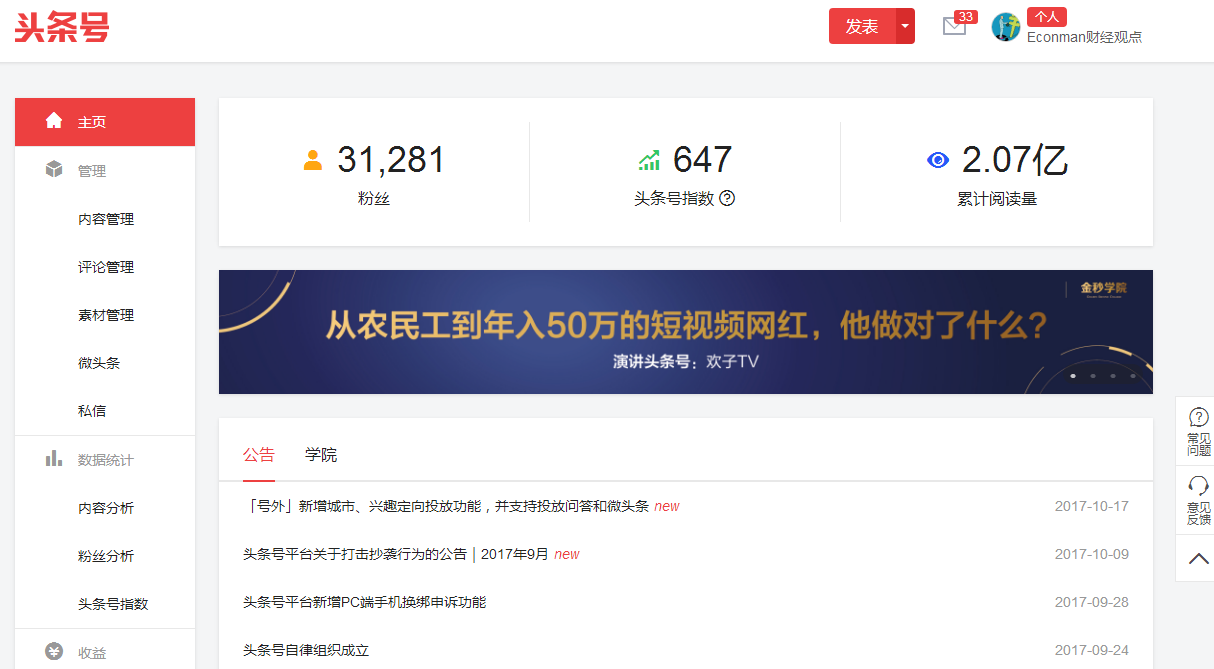 头条号
发表
33
个人
Econman财经观点
主页
管理
内容管理
评论管理
素材管理
微头条
私信
数据统计
内容分析
粉丝分析
头条号指数
收益
31,281
粉丝
647
头条号指数
2.07亿
累计阅读量
金秒学院
从农民工到年入50万的短视频网红，他做对了什么？
演讲头条号：欢子TV
公告 学院
「号外」新增城市、兴趣定向投放功能，并支持投放问答和微头条 new 2017-10-17
头条号平台关于打击抄袭行为的公告｜2017年9月 new 2017-10-09
头条号平台新增PC端手机换绑申诉功能 2017-09-28
头条号自律组织成立 2017-09-24
常见
问题
意见
反馈